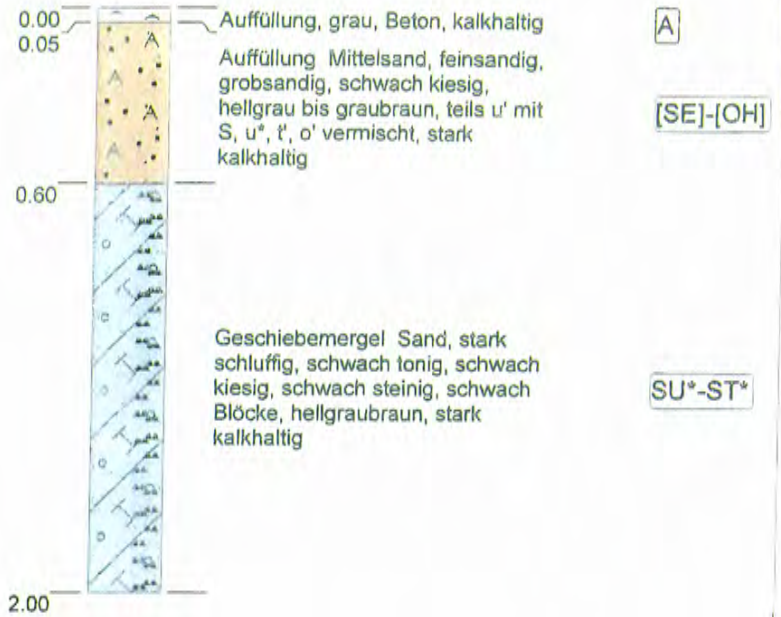 0.00
Auffüllung, grau, Beton, kalkhaltig
A
0.05
Auffüllung Mittelsand, feinsandig,
grobsandig, schwach kiesig,
hellgrau bis graubraun, teils u' mit
S, u*, t', o' vermischt, stark
kalkhaltig
[SE]-[OH]
0.60
Geschiebemergel Sand, stark
schluffig, schwach tonig, schwach
kiesig, schwach steinig, schwach
Blöcke, hellgraubraun, stark
kalkhaltig
SU*-ST*
2.00